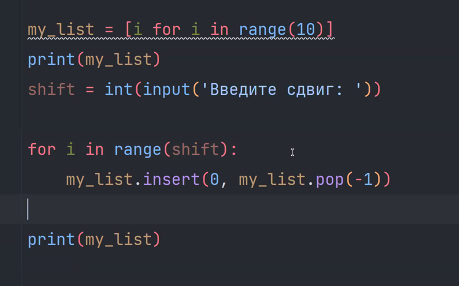 my_list = [i for i in range(10)]
print(my_list)
shift = int(input('Введите сдвиг: '))
for i in range(shift):
    my_list.insert(0, my_list.pop(-1))
print(my_list)